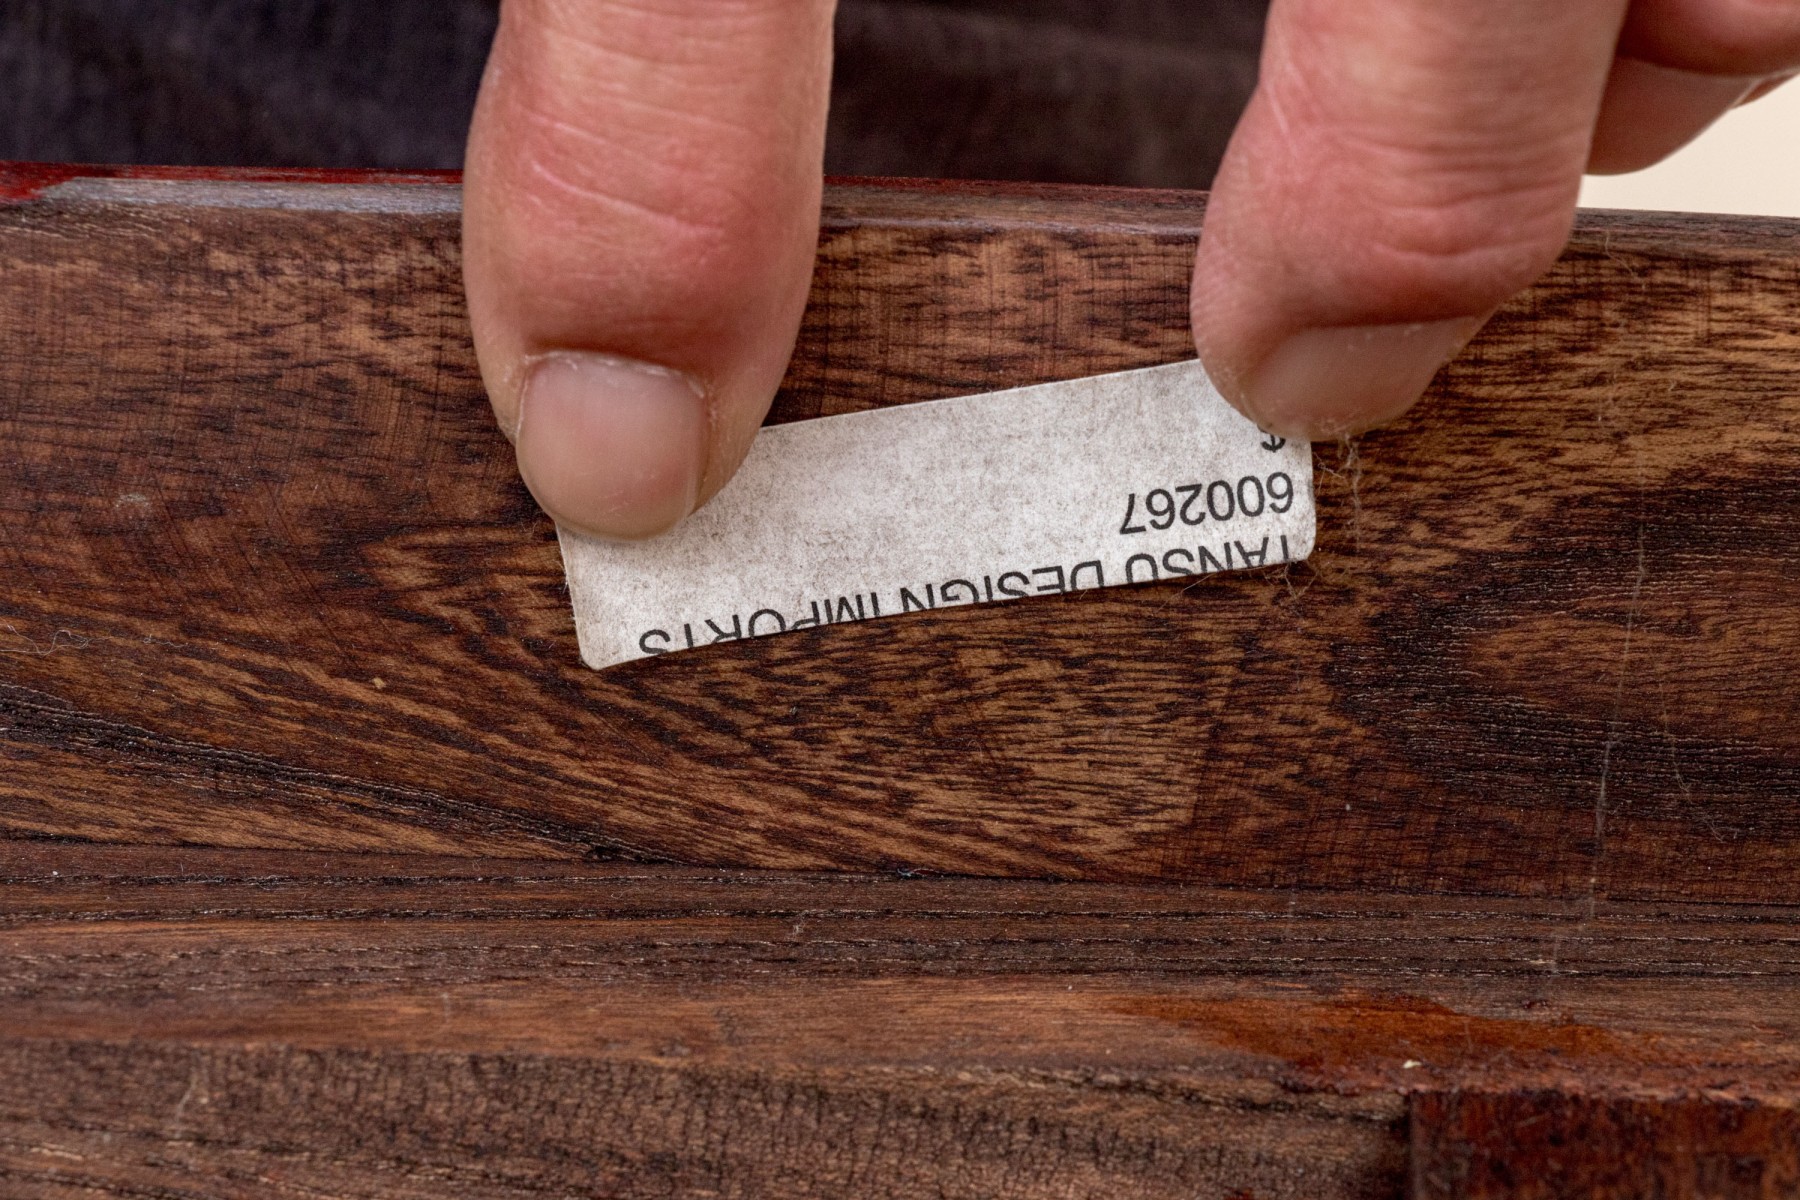 TANSU DESIGN IMPORTS
600267
$